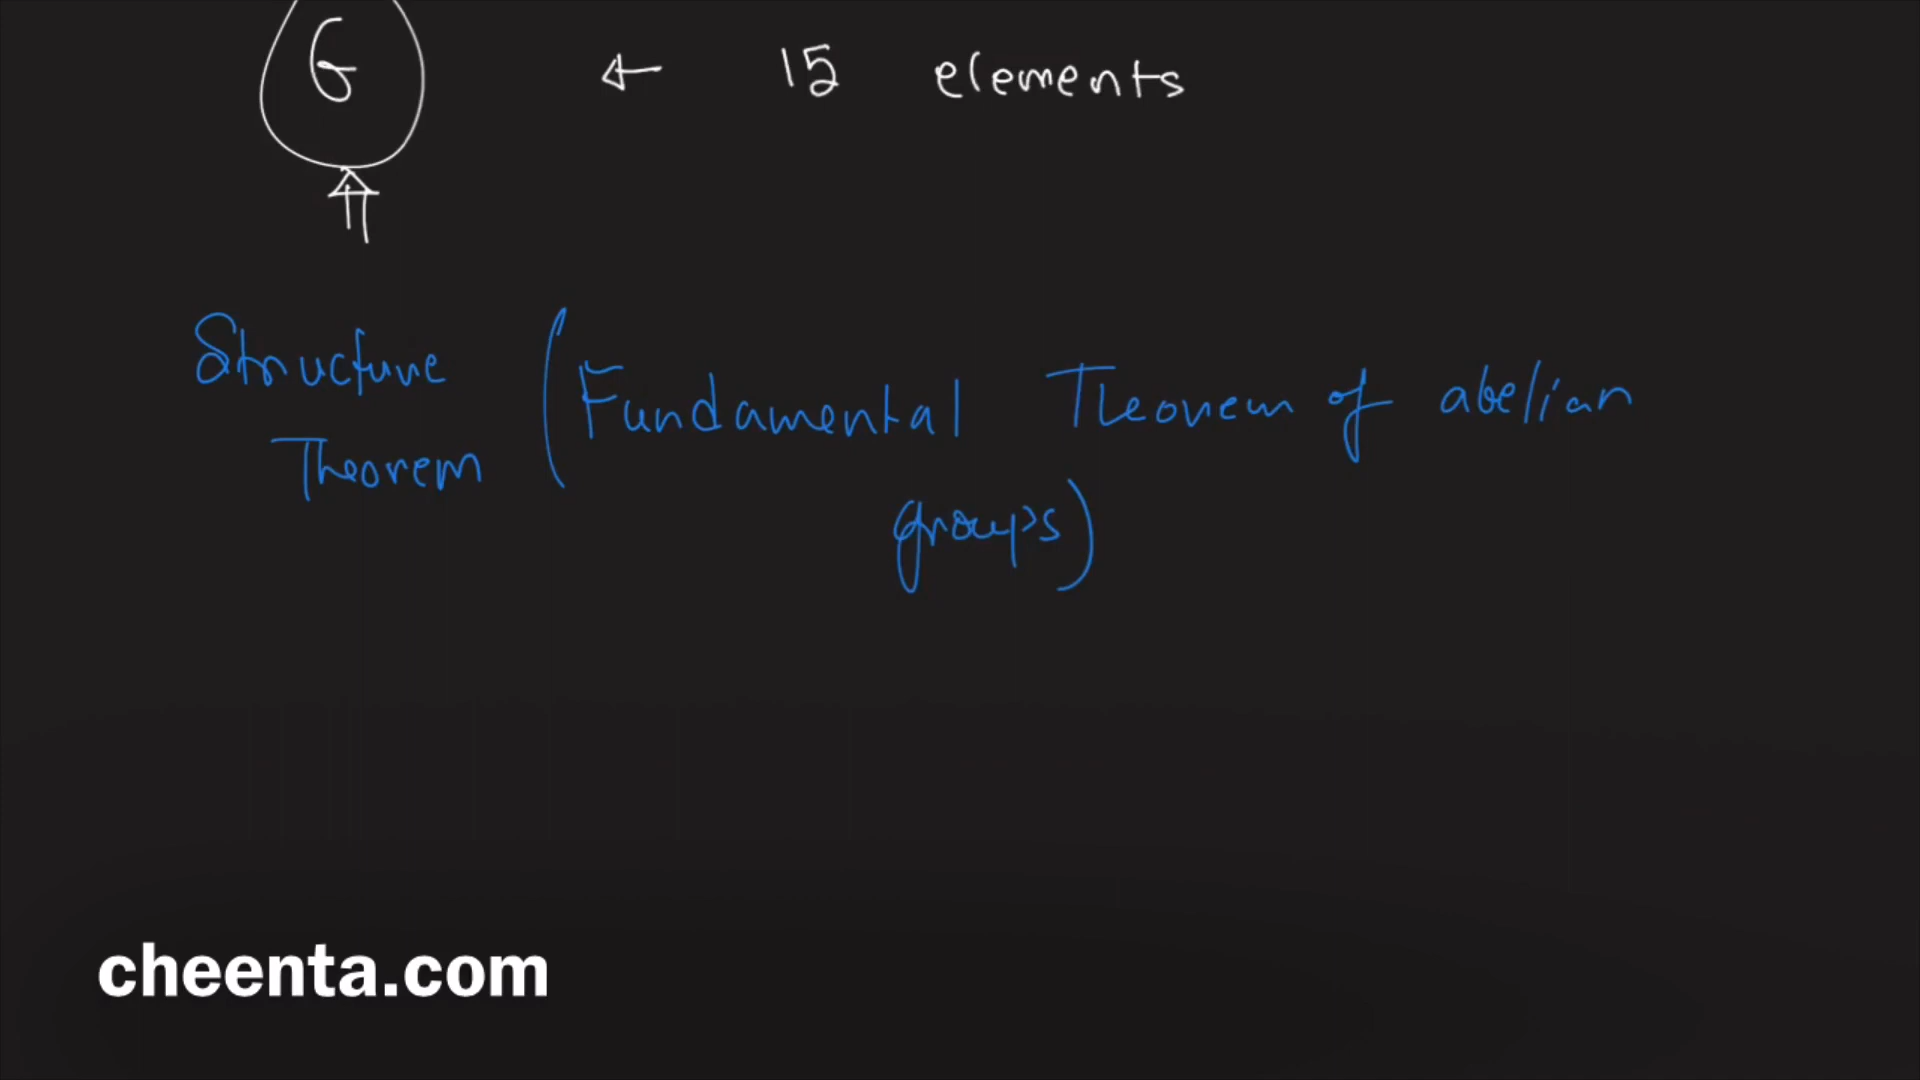 G ← 15 elements
Structure (Fundamental Theorem of abelian
Theorem groups)
cheenta.com